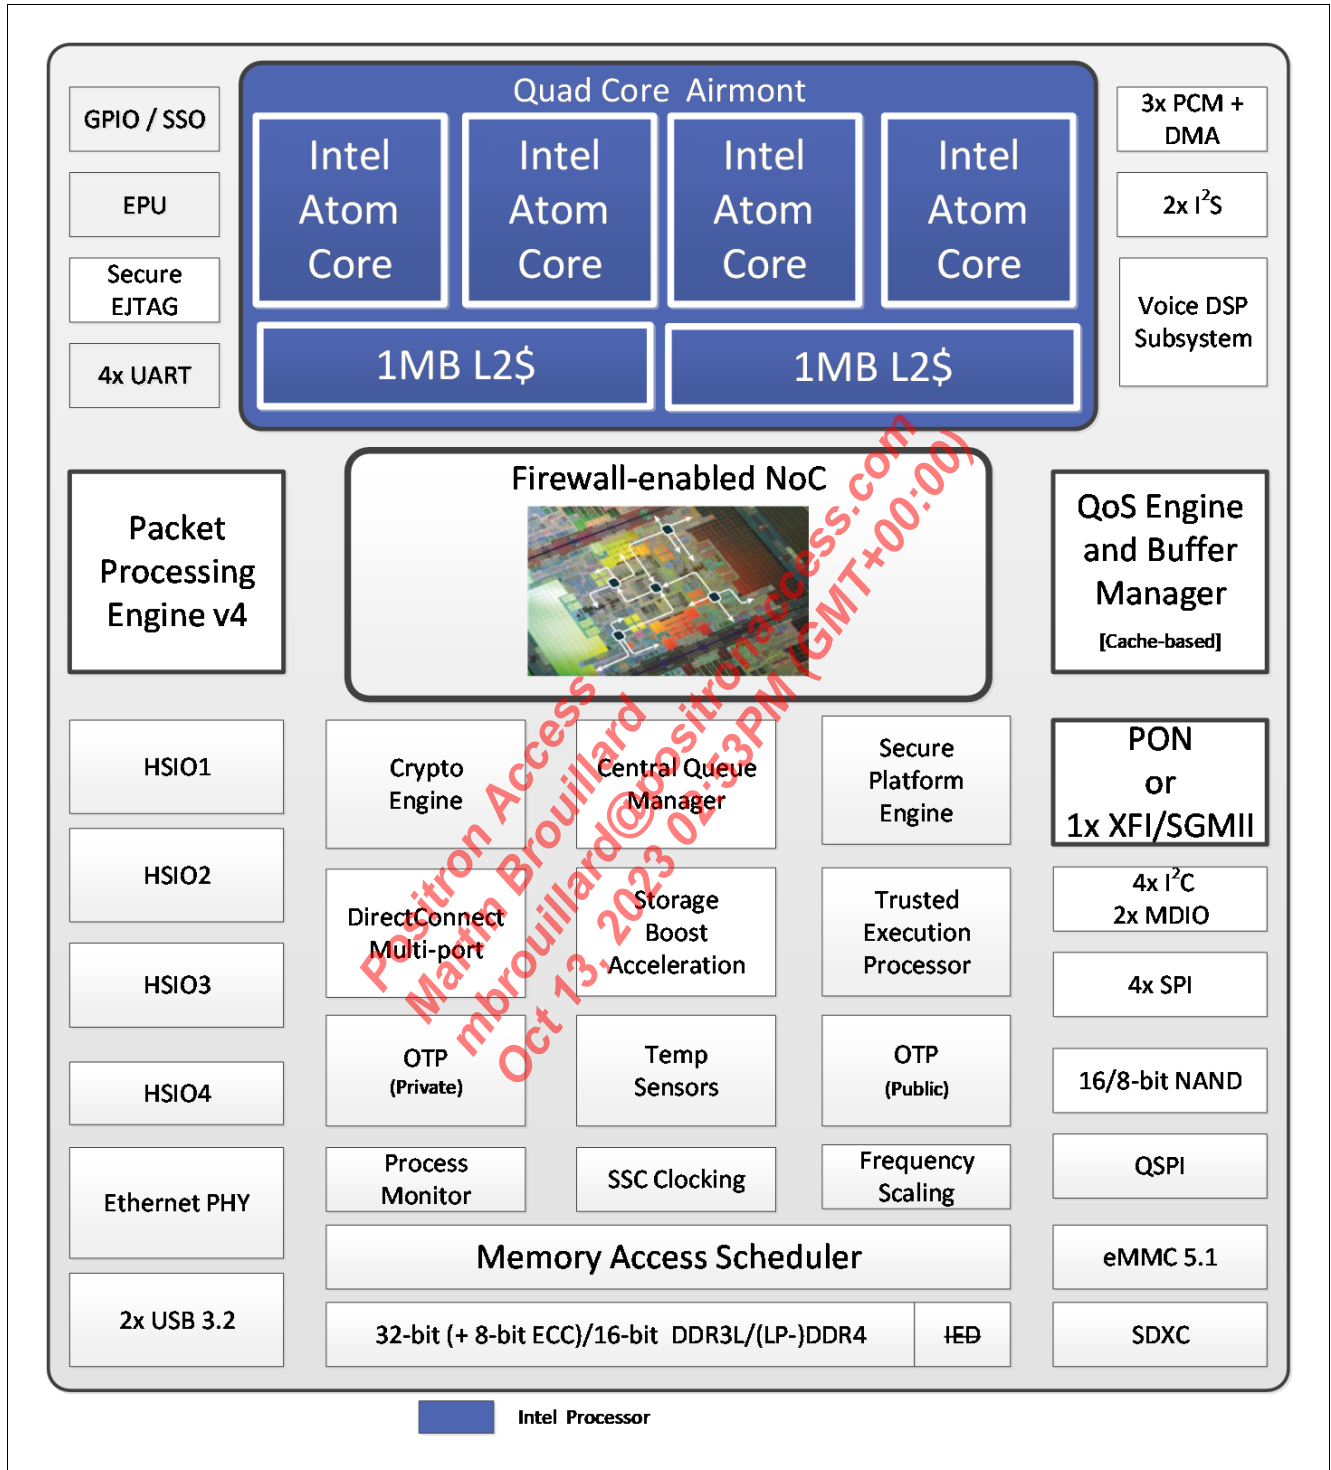 Quad Core Airmont
GPIO / SSO
EPU
Secure
EJTAG
4x UART
Intel
Atom
Core
Intel
Atom
Core
Intel
Atom
Core
Intel
Atom
Core
1MB L2$
1MB L2$
3x PCM +
DMA
2x I²S
Voice DSP
Subsystem
Packet
Processing
Engine v4
Firewall-enabled NoC
QoS Engine
and Buffer
Manager
[Cache-based]
HSIO1
HSIO2
HSIO3
HSIO4
Ethernet PHY
2x USB 3.2
Crypto
Engine
Central Queue
Manager
Secure
Platform
Engine
DirectConnect
Multi-port
Storage
Boost
Acceleration
Trusted
Execution
Processor
OTP
(Private)
Temp
Sensors
OTP
(Public)
Process
Monitor
SSC Clocking
Frequency
Scaling
Memory Access Scheduler
32-bit (+ 8-bit ECC)/16-bit DDR3L/(LP-)DDR4
IED
PON
or
1x XFI/SGMII
4x I²C
2x MDIO
4x SPI
16/8-bit NAND
QSPI
eMMC 5.1
SDXC
Intel Processor
Positron Access
Martin Brouillard
mbrouillard@positronaccess.com
Oct 13, 2023 02:53PM (GMT+00:00)